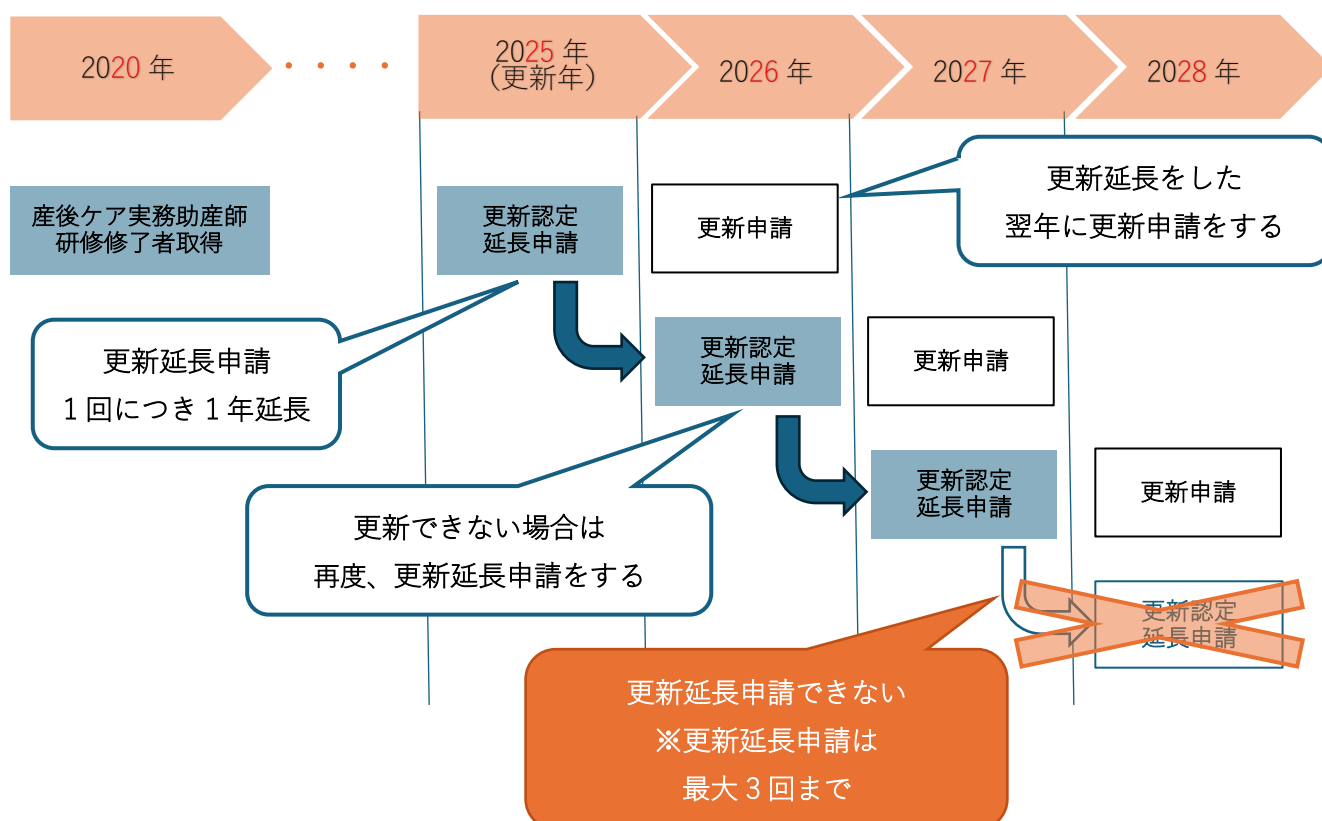 2020 年
・・・・
2025 年
(更新年)
2026 年
2027 年
2028 年
産後ケア実務助産師
研修修了者取得
更新認定
延長申請
更新申請
更新延長をした
翌年に更新申請をする
更新延長申請
1 回につき 1 年延長
更新認定
延長申請
更新申請
更新できない場合は
再度、更新延長申請をする
更新認定
延長申請
更新申請
更新認定
延長申請
更新延長申請できない
※更新延長申請は
最大 3 回まで